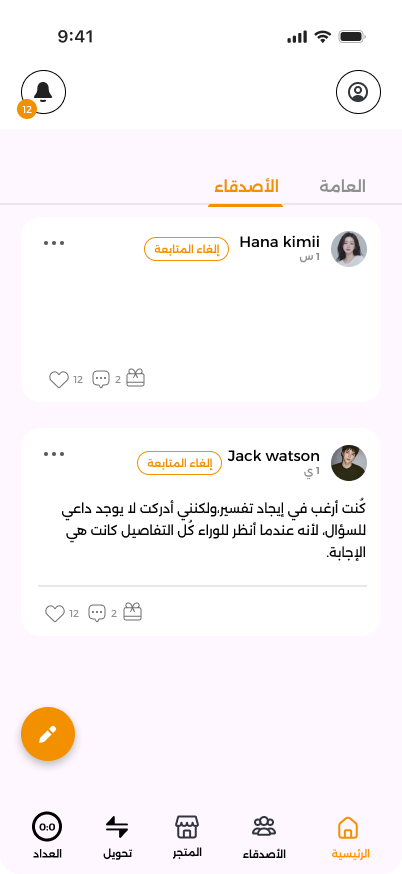 9:41
12
العامة
الأصدقاء
Hana kimii
إلغاء المتابعة
1 س
12
2
Jack watson
إلغاء المتابعة
1 ي
كُنت أرغب في إيجاد تفسير،ولكنني أدركت لا يوجد داعي
للسؤال، لأنه عندما أنظر للوراء كُل التفاصيل كانت هي
الإجابة.
12
2
الرئيسية
الأصدقاء
المتجر
تحويل
0:0
العداد